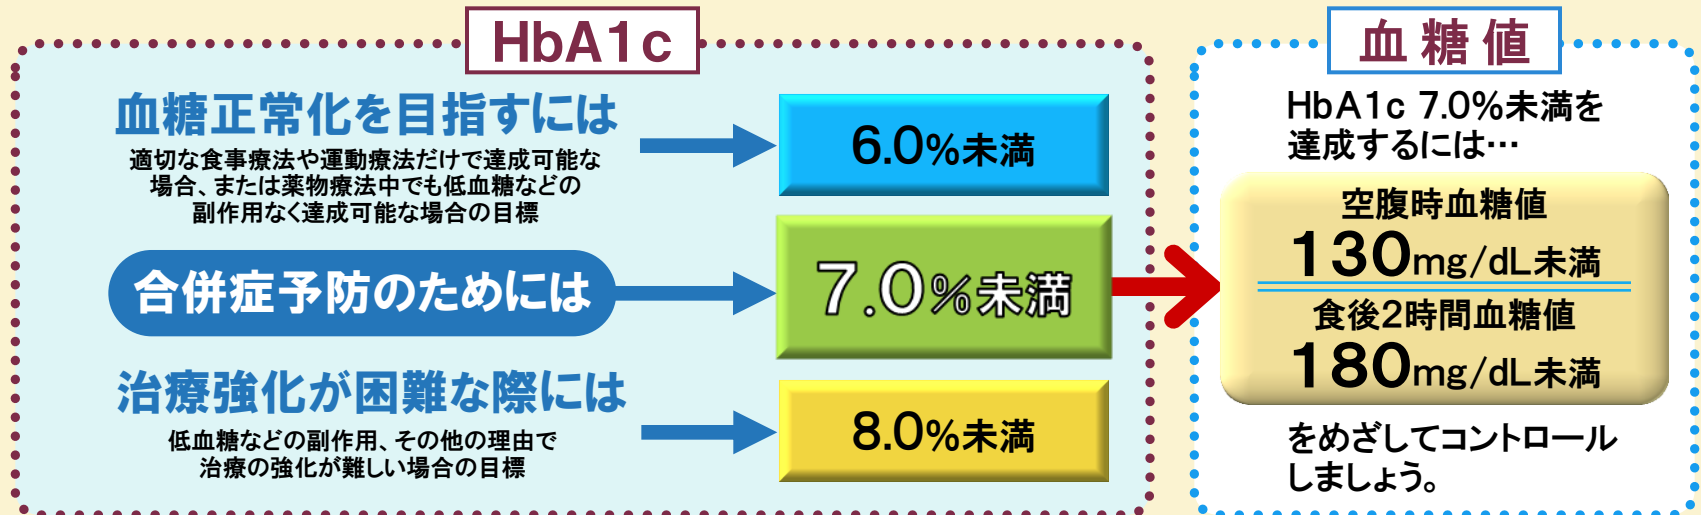 HbA1c
血糖正常化を目指すには
適切な食事療法や運動療法だけで達成可能な
場合、または薬物療法中でも低血糖などの
副作用なく達成可能な場合の目標
6.0%未満
合併症予防のためには
7.0%未満
治療強化が困難な際には
低血糖などの副作用、その他の理由で
治療の強化が難しい場合の目標
8.0%未満
血糖値
HbA1c 7.0%未満を
達成するには…
空腹時血糖値
130mg/dL未満
食後2時間血糖値
180mg/dL未満
をめざしてコントロール
しましょう。